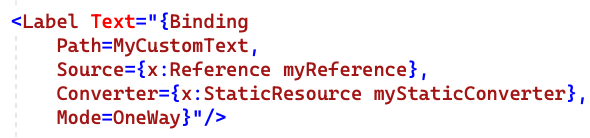 <Label Text="{Binding
Path=MyCustomText,
Source={x:Reference myReference},
Converter={x:StaticResource myStaticConverter},
Mode=OneWay}"/>